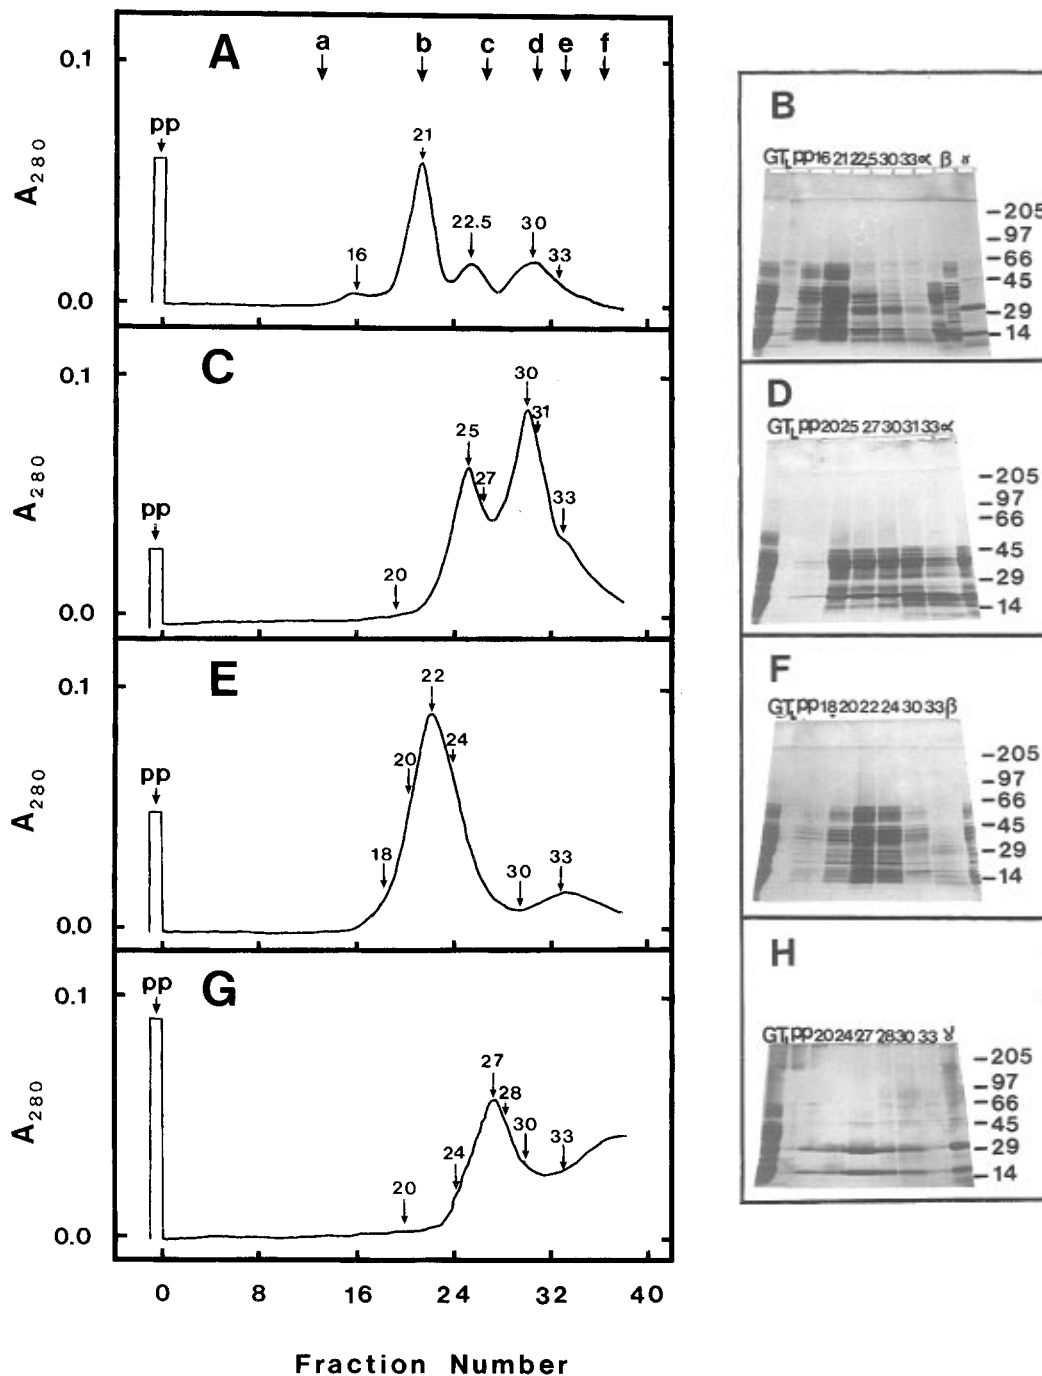 A
a b c d e f
0.1
pp
21
22.5
30
16
33
A280
0.0
C
0.1
30
31
25
27
33
pp
20
A280
0.0
E
0.1
22
24
20
pp
18
30
33
A280
0.0
G
0.1
pp
27
28
30
24
33
20
A280
0.0
0 8 16 24 32 40
Fraction Number
B
GTL pp 16 21 22.5 30 33 α β γ
-205
-97
-66
-45
-29
-14
D
GTL pp 20 25 27 30 31 33 α
-205
-97
-66
-45
-29
-14
F
GTL pp 18 20 22 24 30 33 β
-205
-97
-66
-45
-29
-14
H
GTL pp 20 24 27 28 30 33 γ
-205
-97
-66
-45
-29
-14